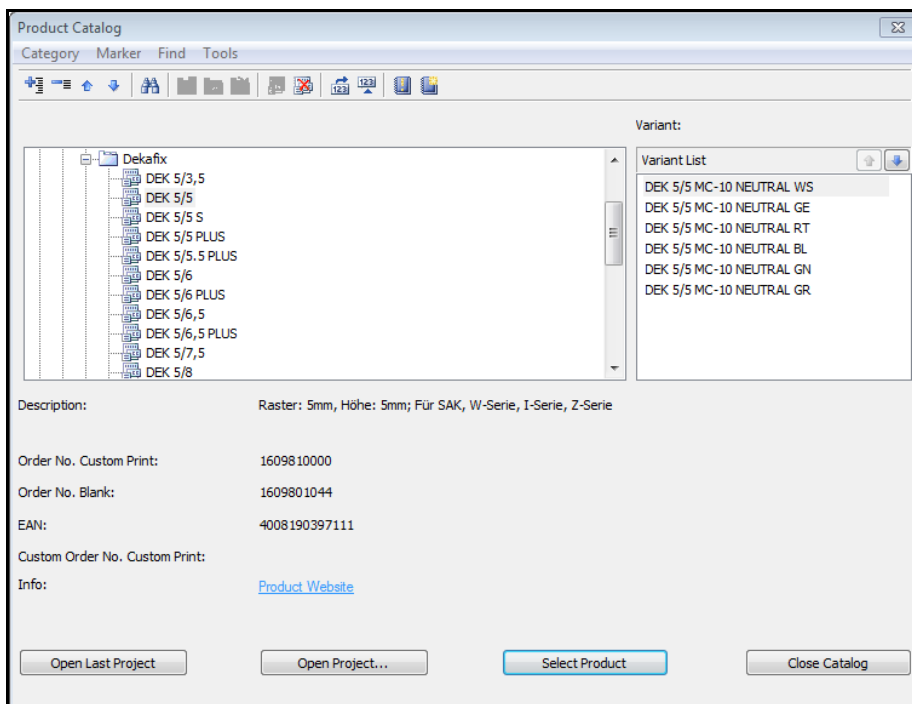 Product Catalog
Category Marker Find Tools
123 123
Variant:
Dekafix
DEK 5/3,5
DEK 5/5
DEK 5/5 S
DEK 5/5 PLUS
DEK 5/5.5 PLUS
DEK 5/6
DEK 5/6 PLUS
DEK 5/6,5
DEK 5/6,5 PLUS
DEK 5/7,5
DEK 5/8
Variant List
DEK 5/5 MC-10 NEUTRAL WS
DEK 5/5 MC-10 NEUTRAL GE
DEK 5/5 MC-10 NEUTRAL RT
DEK 5/5 MC-10 NEUTRAL BL
DEK 5/5 MC-10 NEUTRAL GN
DEK 5/5 MC-10 NEUTRAL GR
Description: Raster: 5mm, Höhe: 5mm; Für SAK, W-Serie, I-Serie, Z-Serie
Order No. Custom Print: 1609810000
Order No. Blank: 1609801044
EAN: 4008190397111
Custom Order No. Custom Print:
Info: Product Website
Open Last Project Open Project... Select Product Close Catalog